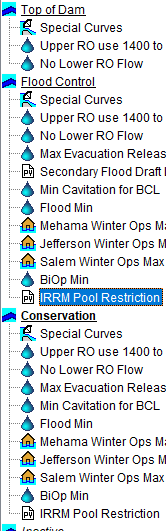 Top of Dam
Special Curves
Upper RO use 1400 to
No Lower RO Flow
Flood Control
Special Curves
Upper RO use 1400 to
No Lower RO Flow
Max Evacuation Releas
Secondary Flood Draft
Min Cavitation for BCL
Flood Min
Mehama Winter Ops M
Jefferson Winter Ops M
Salem Winter Ops Max
BiOp Min
IRRM Pool Restriction
Conservation
Special Curves
Upper RO use 1400 to
No Lower RO Flow
Max Evacuation Releas
Min Cavitation for BCL
Flood Min
Mehama Winter Ops M
Jefferson Winter Ops M
Salem Winter Ops Max
BiOp Min
IRRM Pool Restriction